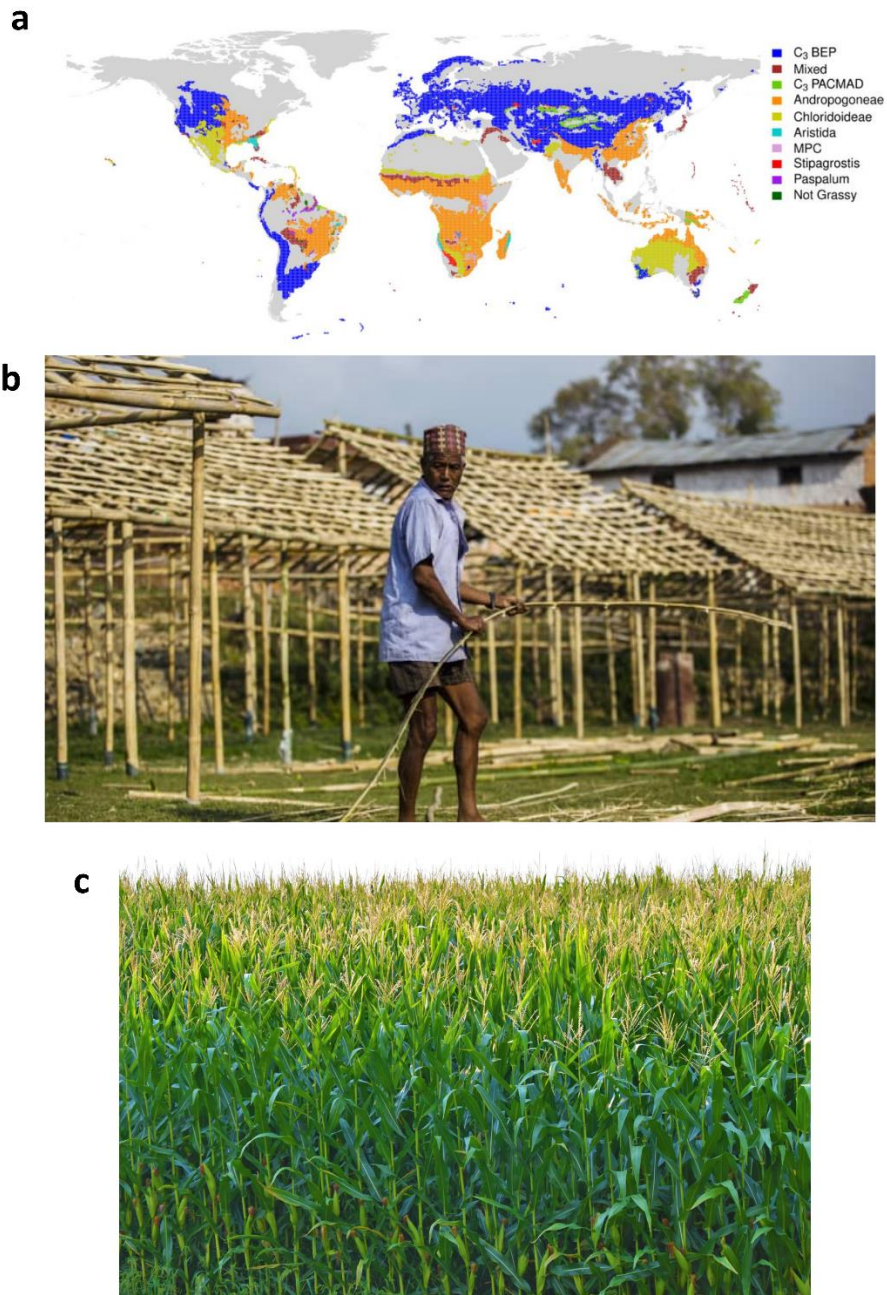 a
C₃ BEP
Mixed
C₃ PACMAD
Andropogoneae
Chloridoideae
Aristida
MPC
Stipagrostis
Paspalum
Not Grassy
b
c